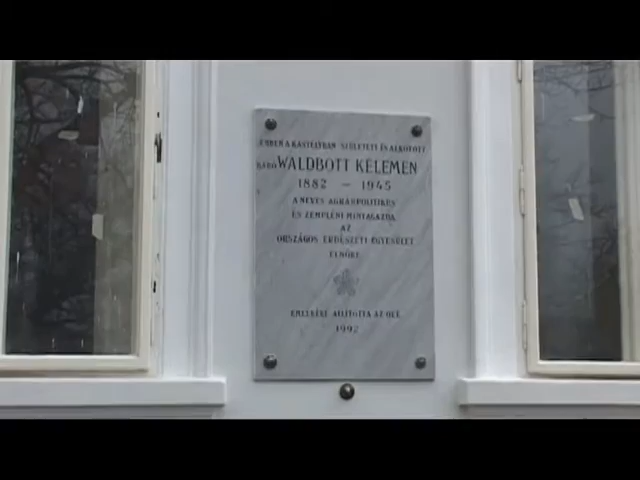 EBBEN A KASTÉLYBAN SZÜLETETT ÉS ALKOTOTT
BÁRÓ WALDBOTT KELEMEN
1882 - 1945
A NEVES AGRÁRPOLITIKUS
ÉS ZEMPLÉNI MINTAGAZDA
AZ
ORSZÁGOS ERDÉSZETI EGYESÜLET
ELNÖKE
EMLÉKÉRE ÁLLÍTOTTA AZ OEE
1992